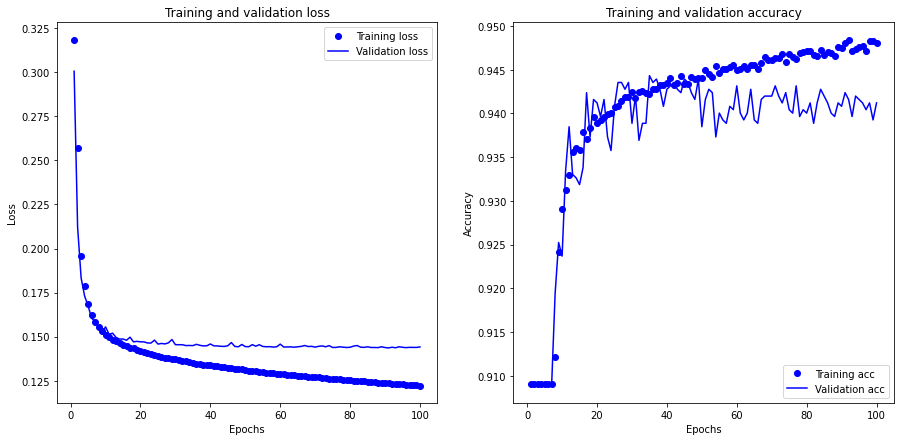 Training and validation loss
0.325
0.300
0.275
0.250
0.225
0.200
0.175
0.150
0.125
Loss
0 20 40 60 80 100
Epochs
Training loss
Validation loss
Training and validation accuracy
0.950
0.945
0.940
0.935
0.930
0.925
0.920
0.915
0.910
Accuracy
0 20 40 60 80 100
Epochs
Training acc
Validation acc